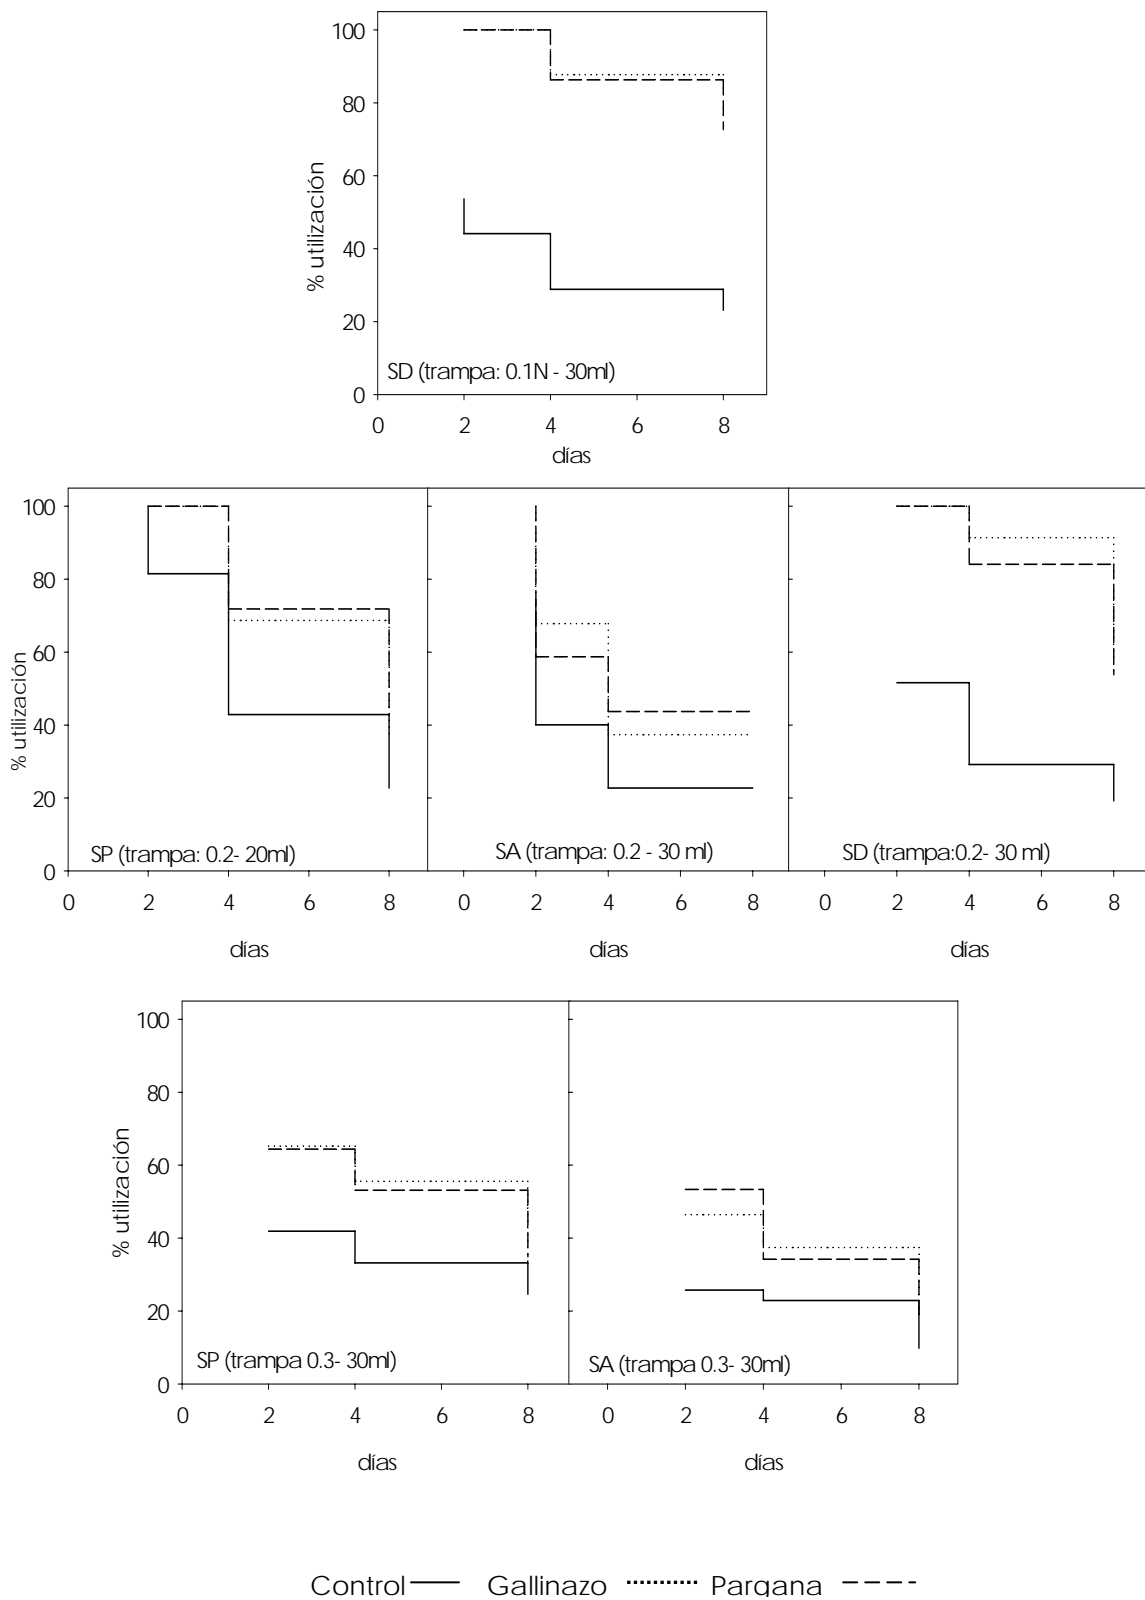 100
80
60
40
20
0
% utilización
SD (trampa: 0.1N - 30ml)
0 2 4 6 8
días
100
80
60
40
20
0
% utilización
SP (trampa: 0.2- 20ml)
SA (trampa: 0.2 - 30 ml)
SD (trampa:0.2- 30 ml)
0 2 4 6 8
0 2 4 6 8
0 2 4 6 8
días
días
días
100
80
60
40
20
0
% utilización
SP (trampa 0.3- 30ml)
SA (trampa 0.3- 30ml)
0 2 4 6 8
0 2 4 6 8
días
días
Control Gallinazo Pargana